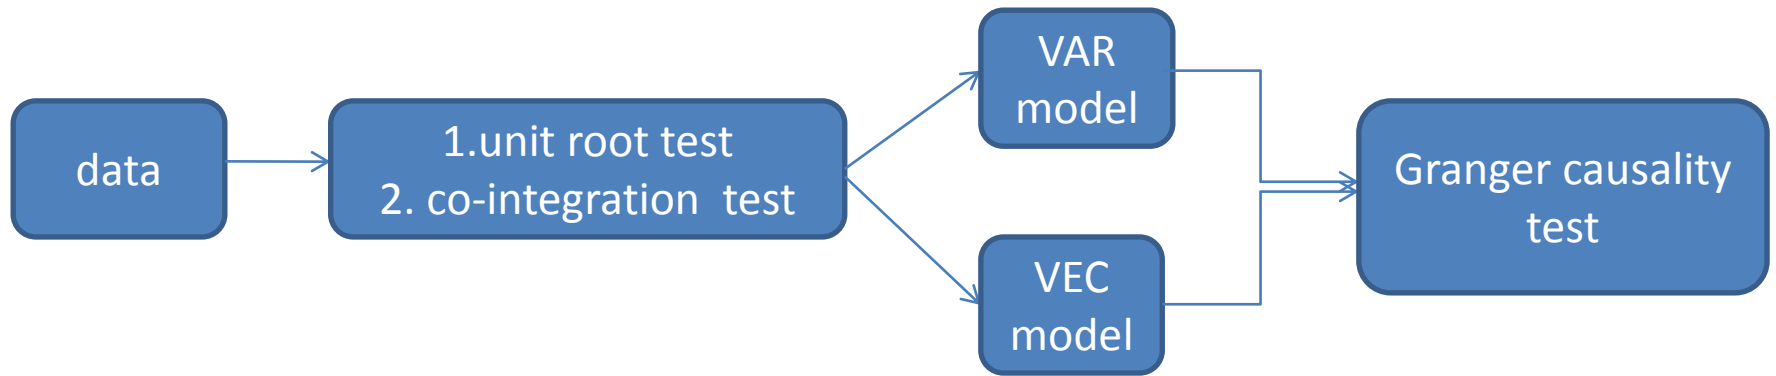 data
1.unit root test
2. co-integration  test
VAR
model
VEC
model
Granger causality
test